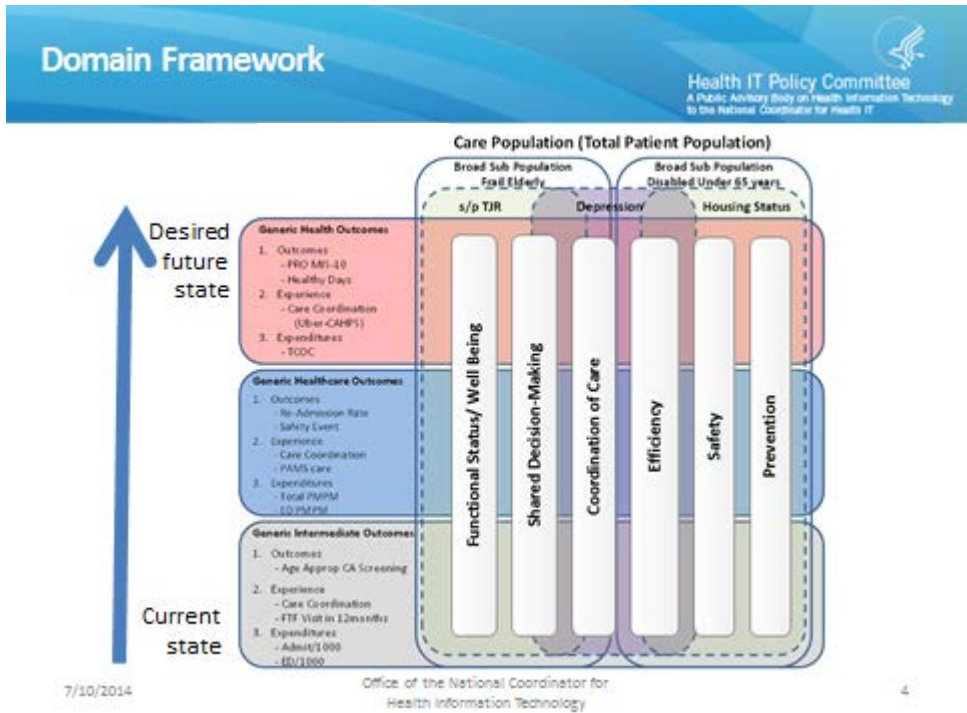 Domain Framework
Health IT Policy Committee
A Public Advisory Body on Health Information Technology
to the National Coordinator for Health IT
Care Population (Total Patient Population)
Broad Sub Population
Frail Elderly
Broad Sub Population
Disabled Under 65 years
s/p TJR
Depression
Housing Status
Desired
future
state
Generic Health Outcomes
1. Outcomes
- PRO MIS-10
- Healthy Days
2. Experience
- Care Coordination
(Uber-CAHPS)
3. Expenditures
- TCOC
Generic Healthcare Outcomes
1. Outcomes
- Re-Admission Rate
- Safety Event
2. Experience
- Care Coordination
- PAMS care
3. Expenditures
- Total PMPM
- ED PMPM
Generic Intermediate Outcomes
1. Outcomes
- Age Approp CA Screening
2. Experience
- Care Coordination
- FTF Visit in 12months
3. Expenditures
- Admit/1000
- ED/1000
Current
state
Functional Status/ Well Being
Shared Decision-Making
Coordination of Care
Efficiency
Safety
Prevention
7/10/2014
Office of the National Coordinator for
Health Information Technology
4